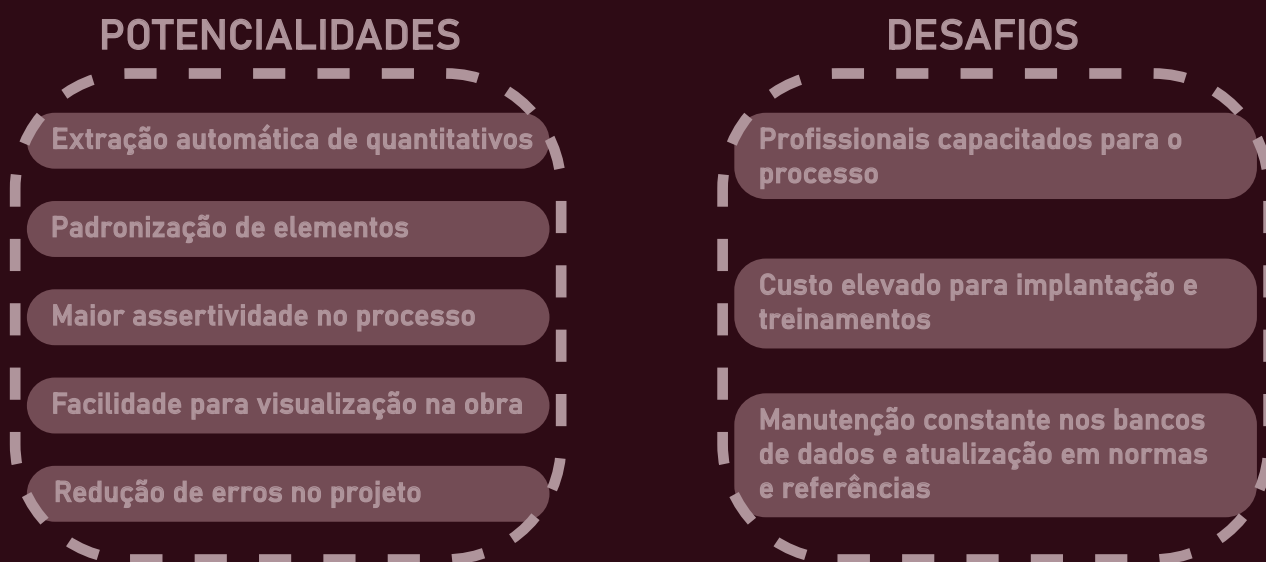 POTENCIALIDADES
Extração automática de quantitativos
Padronização de elementos
Maior assertividade no processo
Facilidade para visualização na obra
Redução de erros no projeto
DESAFIOS
Profissionais capacitados para o
processo
Custo elevado para implantação e
treinamentos
Manutenção constante nos bancos
de dados e atualização em normas
e referências